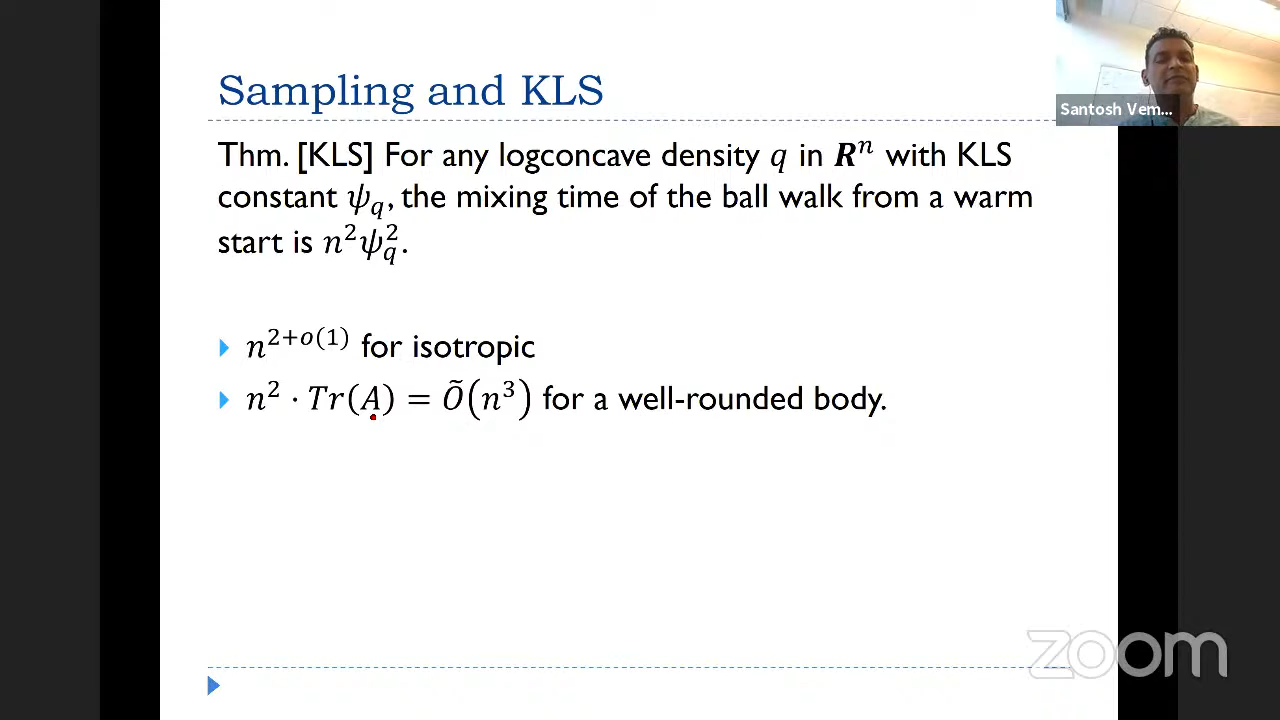 Sampling and KLS
Santosh Vem...
Thm. [KLS] For any logconcave density q in Rⁿ with KLS
constant ψ_q, the mixing time of the ball walk from a warm
start is n²ψ_q².
n^{2+o(1)} for isotropic
n² · Tr(A) = Õ(n³) for a well-rounded body.
zoom